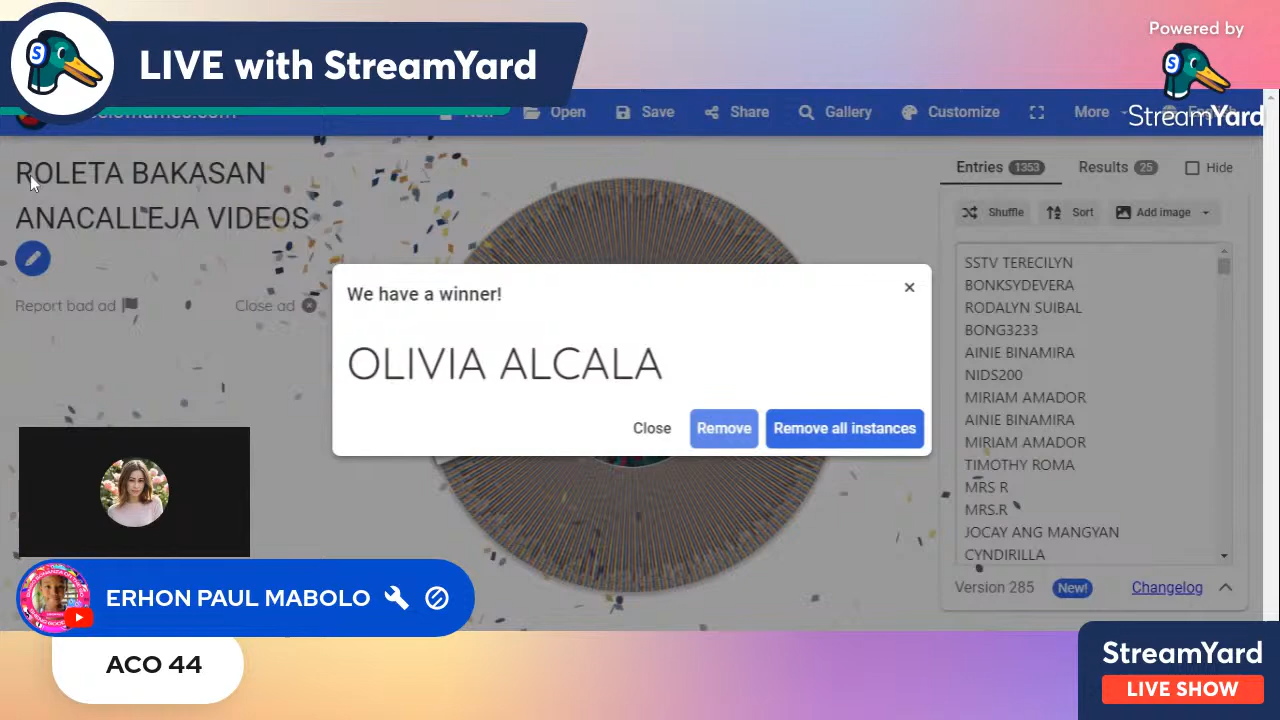 LIVE with StreamYard
Powered by
StreamYard
Open
Save
Share
Gallery
Customize
More
ROLETA BAKASAN
ANACALLEJA VIDEOS
Report bad ad
Close ad
We have a winner!
OLIVIA ALCALA
Close
Remove
Remove all instances
Entries 1353
Results 25
Hide
Shuffle
Sort
Add image
SSTV TERECILYN
BONKSYDEVERA
RODALYN SUIBAL
BONG3233
AINIE BINAMIRA
NIDS200
MIRIAM AMADOR
AINIE BINAMIRA
MIRIAM AMADOR
TIMOTHY ROMA
MRS R
MRS.R
JOCAY ANG MANGYAN
CYNDIRILLA
Version 285
New!
Changelog
ERHON PAUL MABOLO
ACO 44
StreamYard
LIVE SHOW